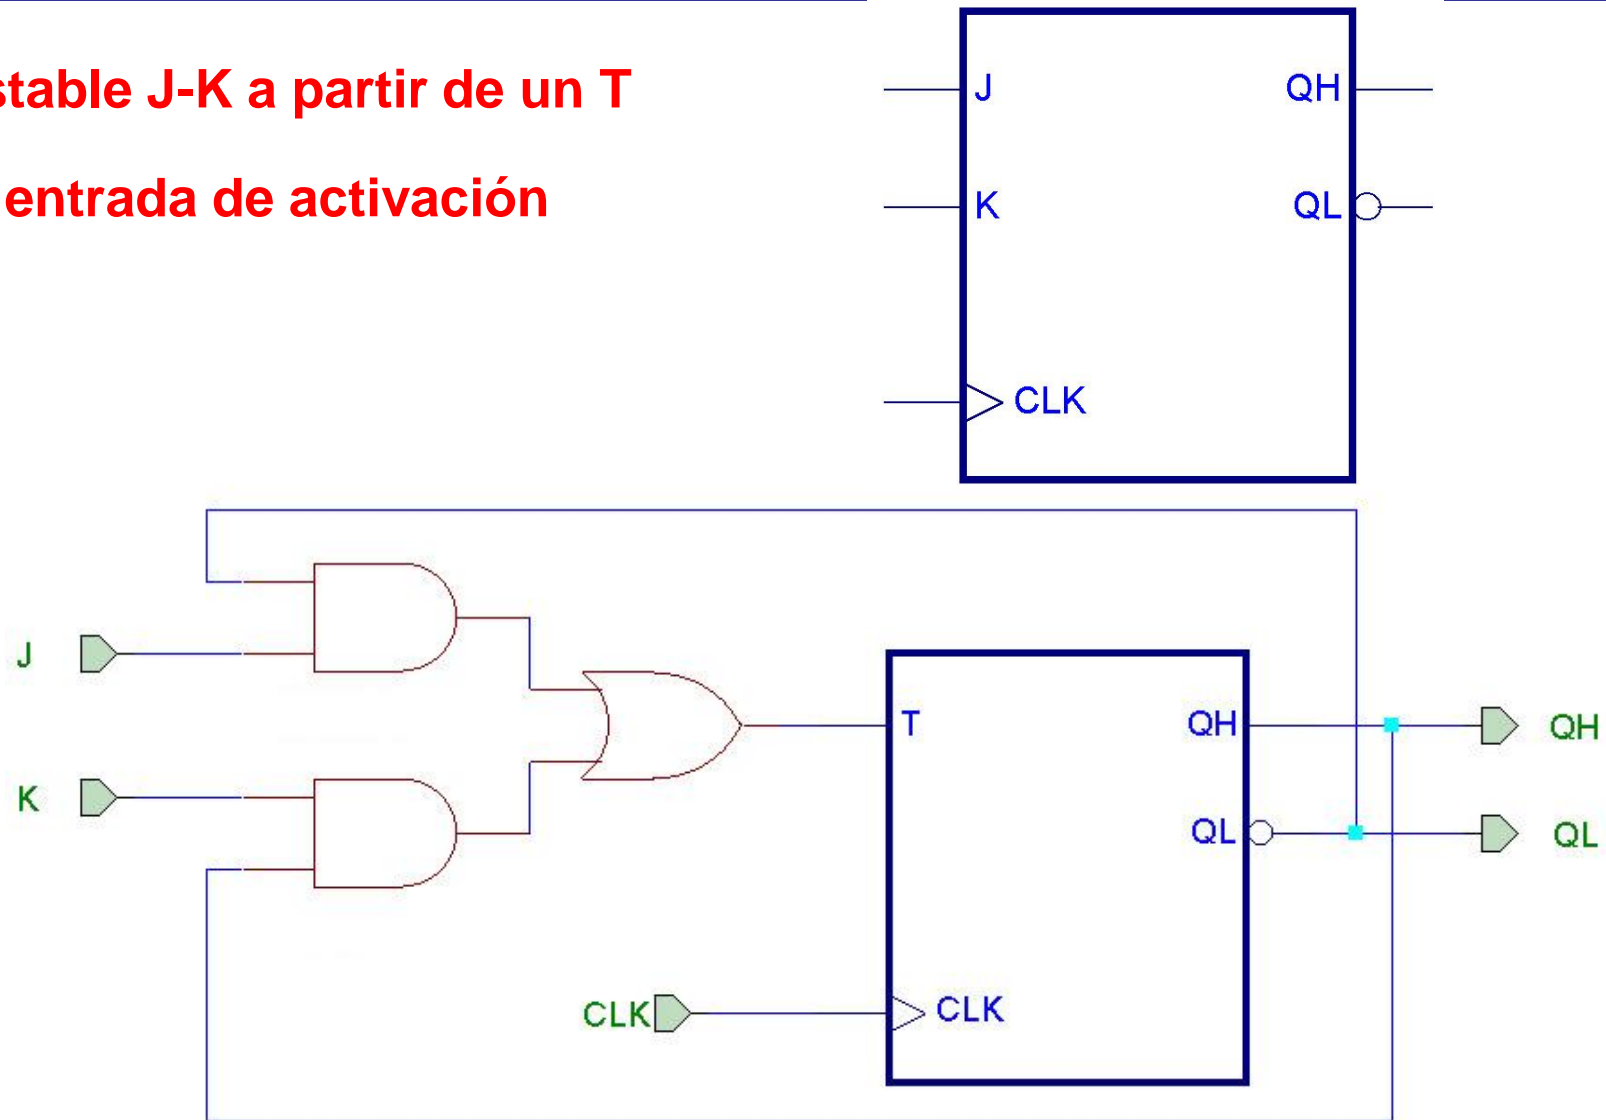 stable J-K a partir de un T
entrada de activación
J QH
K QL
CLK
J
K
T QH
QL
CLK CLK
QH
QL